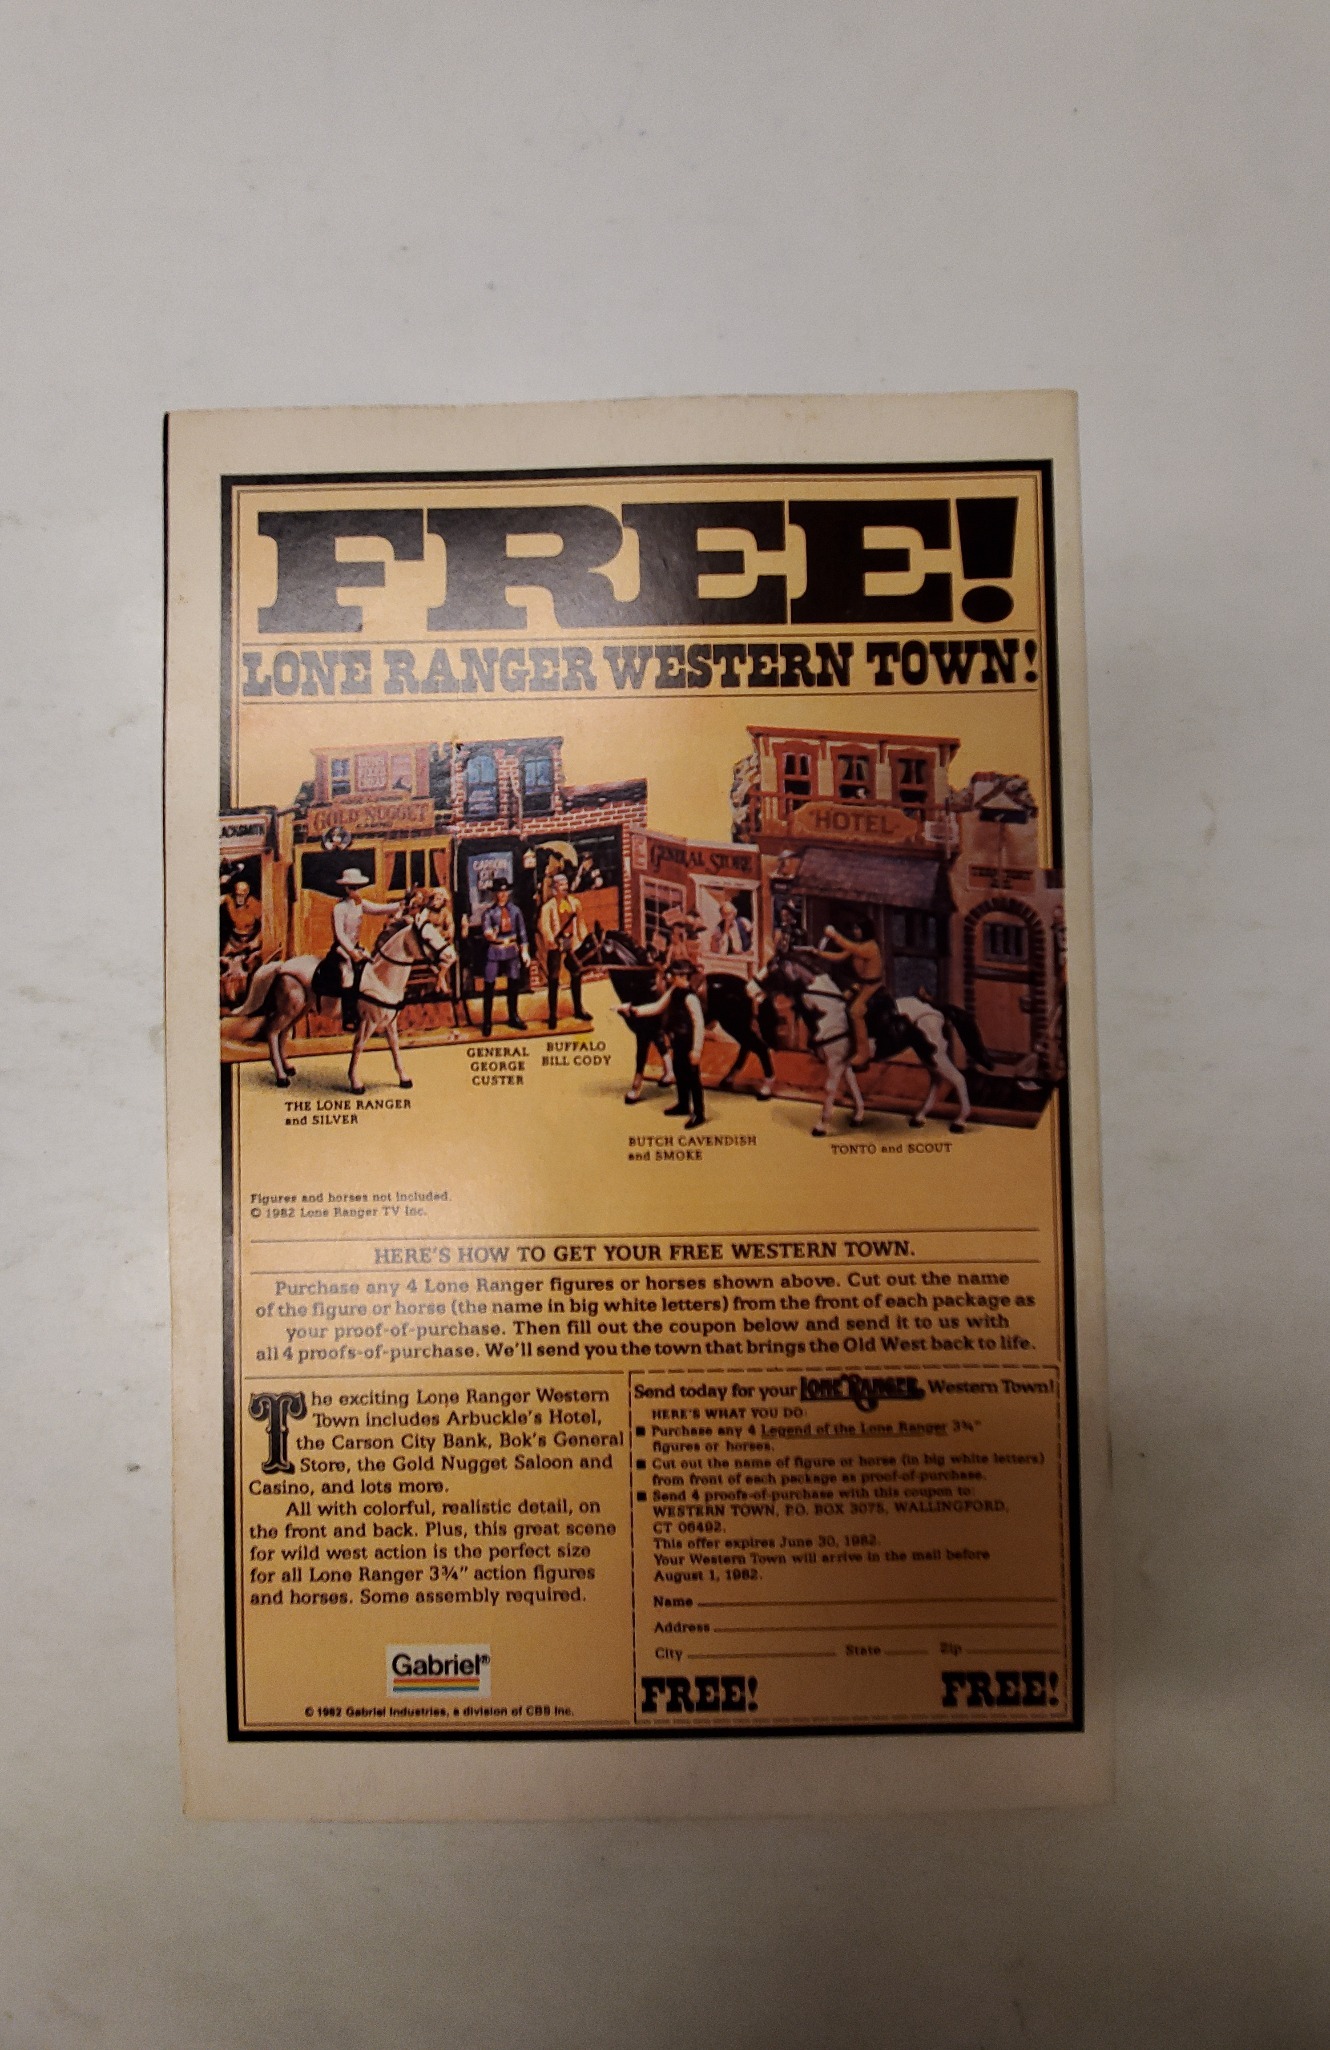 FREE!
LONE RANGER WESTERN TOWN!
ACKSMITH
GOLD NUGGET
CARSON
GENERAL STORE
HOTEL
THE LONE RANGER
and SILVER
GENERAL
GEORGE
CUSTER
BUFFALO
BILL CODY
BUTCH CAVENDISH
and SMOKE
TONTO and SCOUT
Figures and horses not included.
© 1982 Lone Ranger TV Inc.
HERE'S HOW TO GET YOUR FREE WESTERN TOWN.
Purchase any 4 Lone Ranger figures or horses shown above. Cut out the name
of the figure or horse (the name in big white letters) from the front of each package as
your proof-of-purchase. Then fill out the coupon below and send it to us with
all 4 proofs-of-purchase. We'll send you the town that brings the Old West back to life.
The exciting Lone Ranger Western
Town includes Arbuckle's Hotel,
the Carson City Bank, Bok's General
Store, the Gold Nugget Saloon and
Casino, and lots more.
All with colorful, realistic detail, on
the front and back. Plus, this great scene
for wild west action is the perfect size
for all Lone Ranger 3¾" action figures
and horses. Some assembly required.
Gabriel®
© 1982 Gabriel Industries, a division of CBS Inc.
Send today for your LONE RANGER Western Town!
HERE'S WHAT YOU DO:
■ Purchase any 4 Legend of the Lone Ranger 3¾"
figures or horses.
■ Cut out the name of figure or horse (in big white letters)
from front of each package as proof-of-purchase.
■ Send 4 proofs-of-purchase with this coupon to:
WESTERN TOWN, P.O. BOX 3075, WALLINGFORD,
CT 06492.
This offer expires June 30, 1982.
Your Western Town will arrive in the mail before
August 1, 1982.
Name
Address
City State Zip
FREE! FREE!